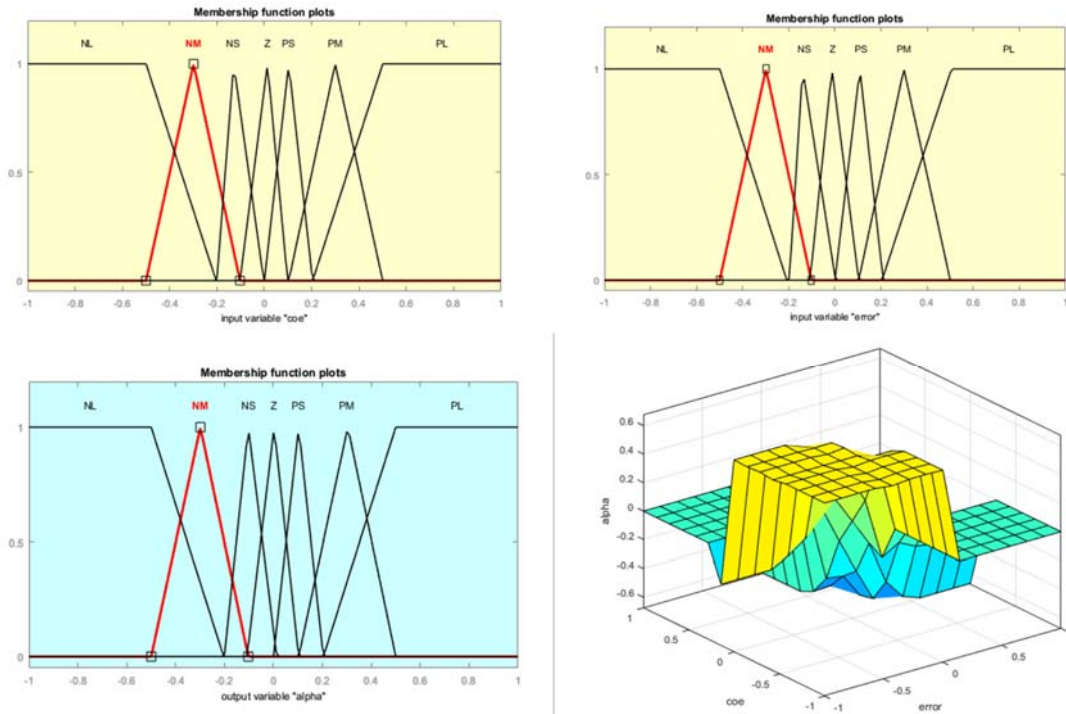 Membership function plots
NL NM NS Z PS PM PL
1
0.5
0
-1 -0.8 -0.6 -0.4 -0.2 0 0.2 0.4 0.6 0.8 1
input variable "coe"
Membership function plots
NL NM NS Z PS PM PL
1
0.5
0
-1 -0.8 -0.6 -0.4 -0.2 0 0.2 0.4 0.6 0.8 1
input variable "error"
Membership function plots
NL NM NS Z PS PM PL
1
0.5
0
-1 -0.8 -0.6 -0.4 -0.2 0 0.2 0.4 0.6 0.8 1
output variable "alpha"
0.6
0.4
0.2
0
-0.2
-0.4
-0.6
alpha
1
0.5
0
-0.5
-1
coe
-1
-0.5
0
0.5
1
error